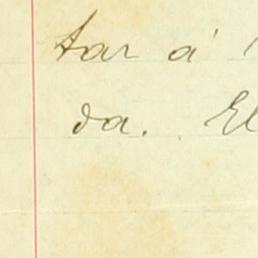 tar á
da. El